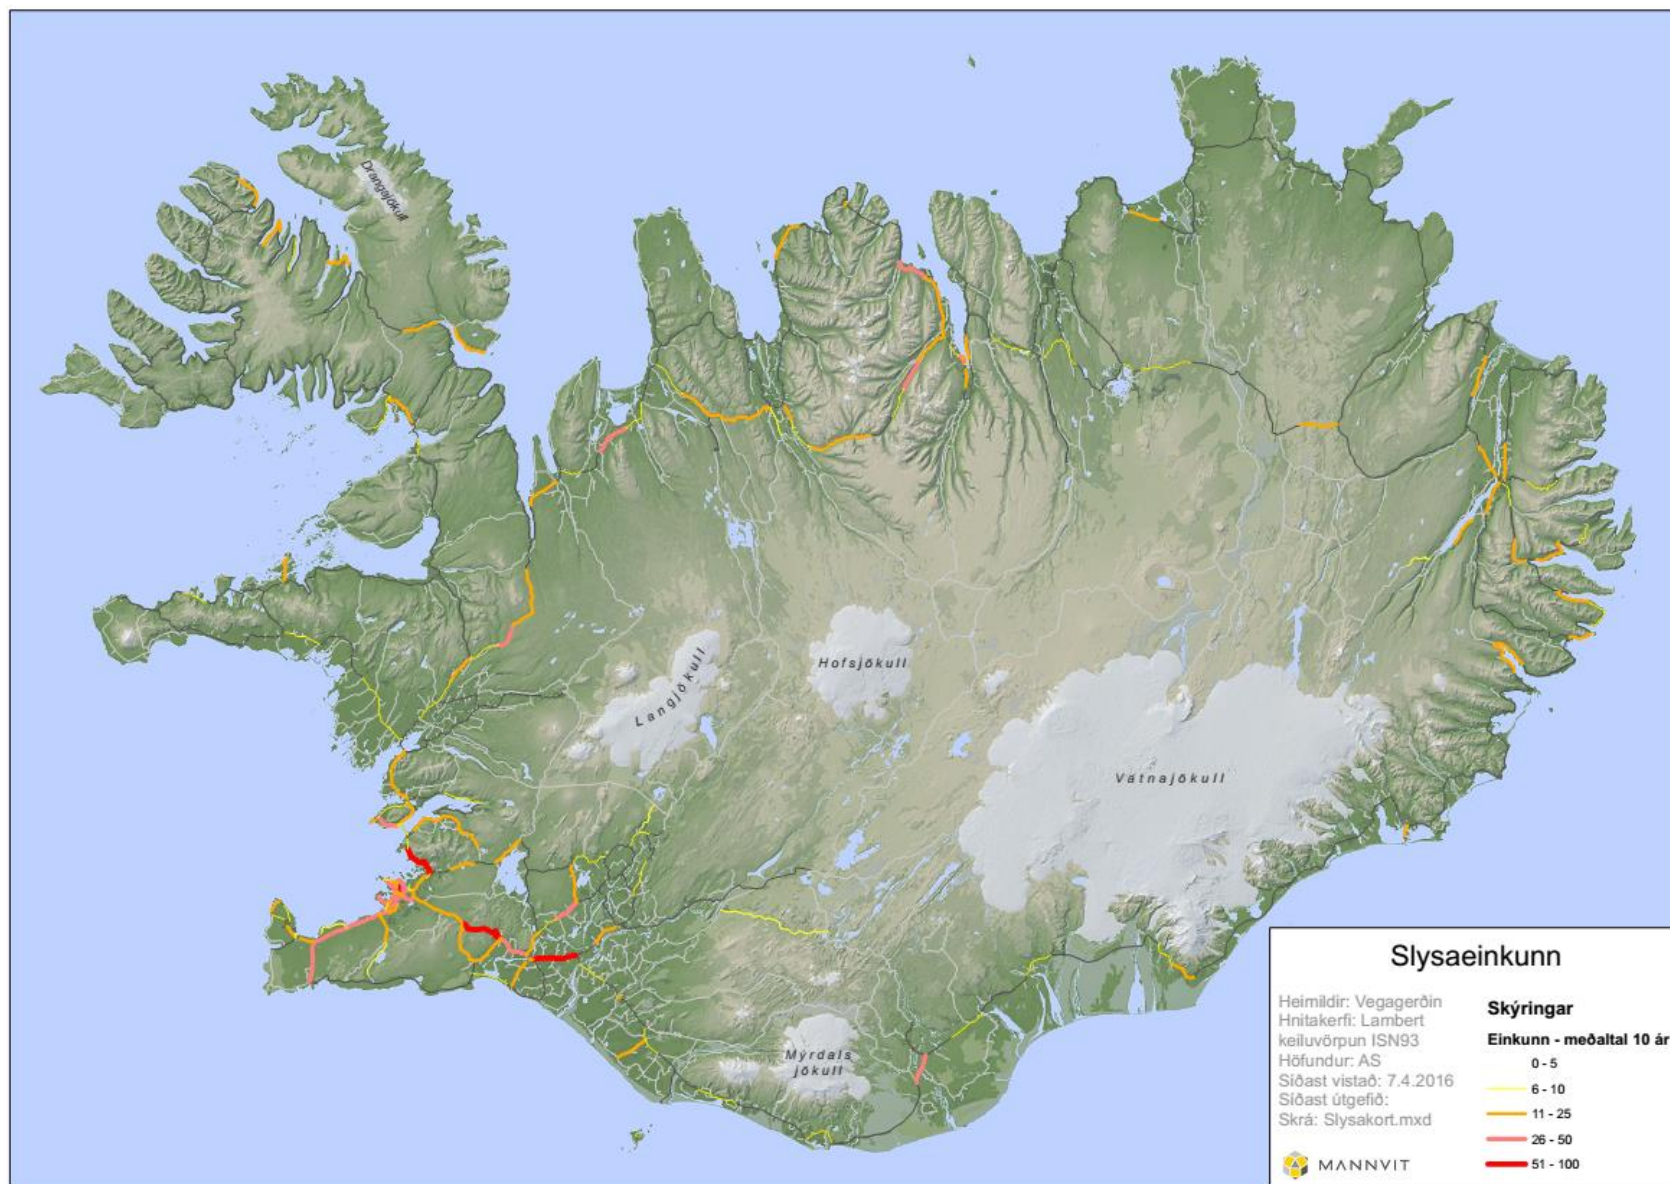 Drangajökull
Hofsjökull
Langjökull
Vatnajökull
Mýrdals
jökull
Slysaeinkunn
Heimildir: Vegagerðin
Hnitakerfi: Lambert
keiluvörpun ISN93
Höfundur: AS
Síðast vistað: 7.4.2016
Síðast útgefið:
Skrá: Slysakort.mxd
MANNVIT
Skýringar
Einkunn - meðaltal 10 ár
0 - 5
6 - 10
11 - 25
26 - 50
51 - 100